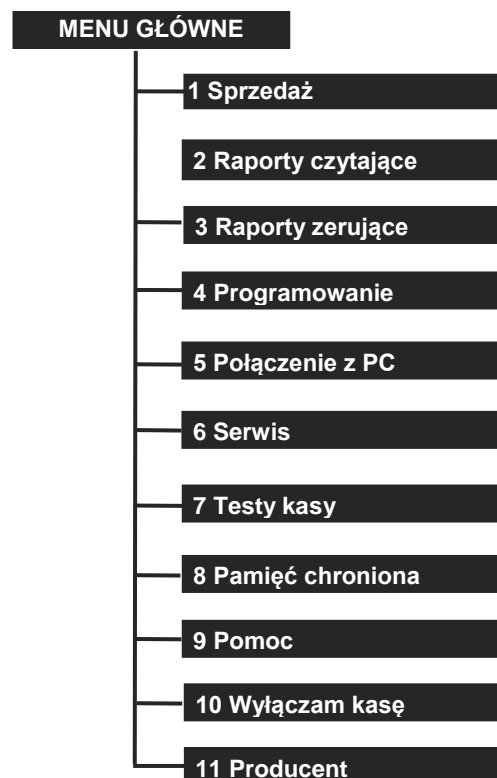 MENU GŁÓWNE
1 Sprzedaż
2 Raporty czytające
3 Raporty zerujące
4 Programowanie
5 Połączenie z PC
6 Serwis
7 Testy kasy
8 Pamięć chroniona
9 Pomoc
10 Wyłączam kasę
11 Producent